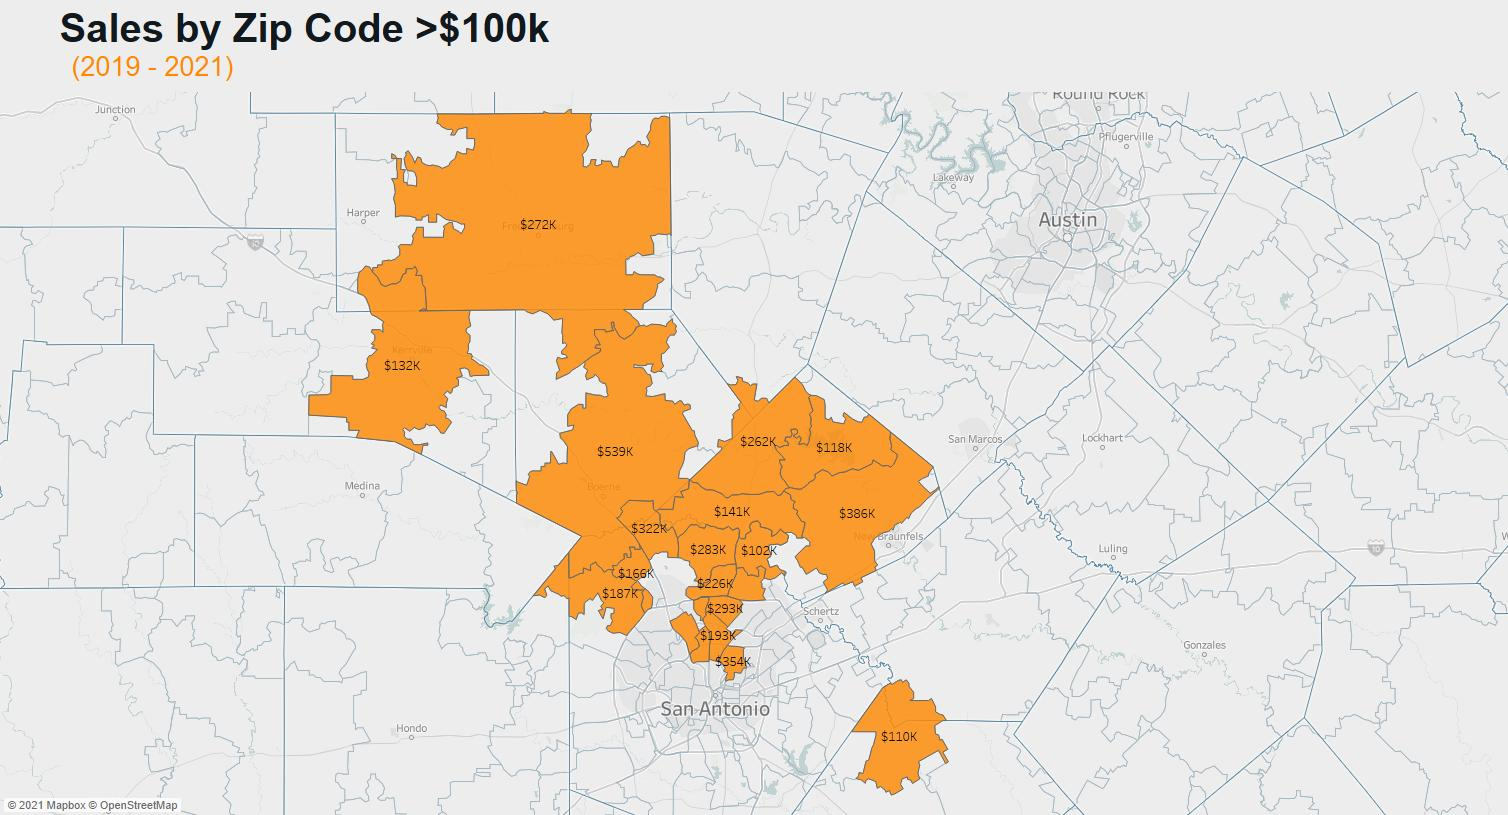 Sales by Zip Code >$100k
(2019 - 2021)
Junction
Round Rock
Pflugerville
Lakeway
Harper
Austin
$272K
10
Kerrville
$132K
$539K
$262K
$118K
San Marcos
Lockhart
Medina
Boerne
$141K
$386K
$322K
New Braunfels
$283K
$102K
Luling
10
$166K
$226K
$187K
$293K
Schertz
$193K
Gonzales
$354K
San Antonio
Hondo
$110K
© 2021 Mapbox © OpenStreetMap